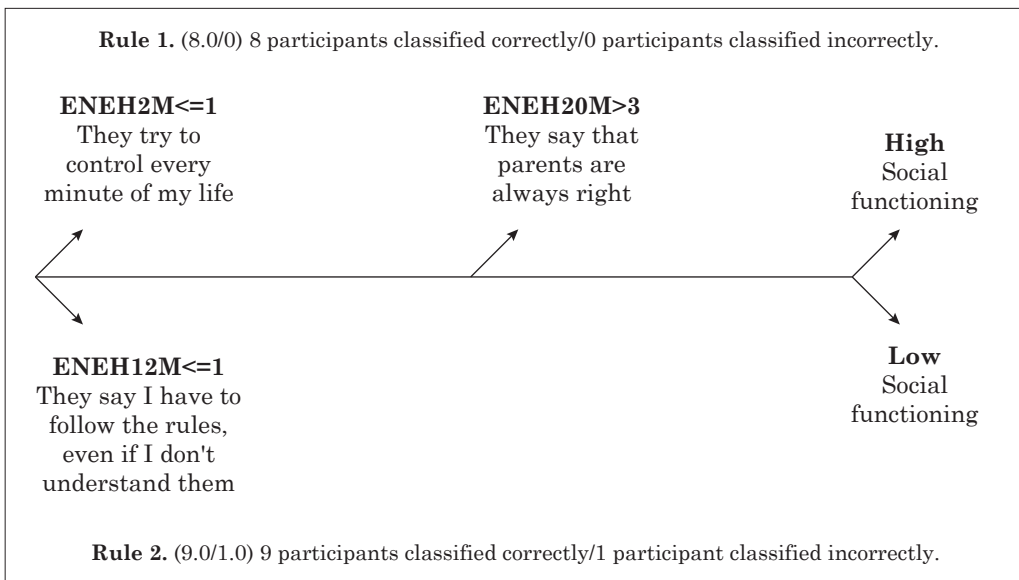 Rule 1. (8.0/0) 8 participants classified correctly/0 participants classified incorrectly.
ENEH2M<=1
They try to
control every
minute of my life
ENEH20M>3
They say that
parents are
always right
High
Social
functioning
ENEH12M<=1
They say I have to
follow the rules,
even if I don't
understand them
Low
Social
functioning
Rule 2. (9.0/1.0) 9 participants classified correctly/1 participant classified incorrectly.